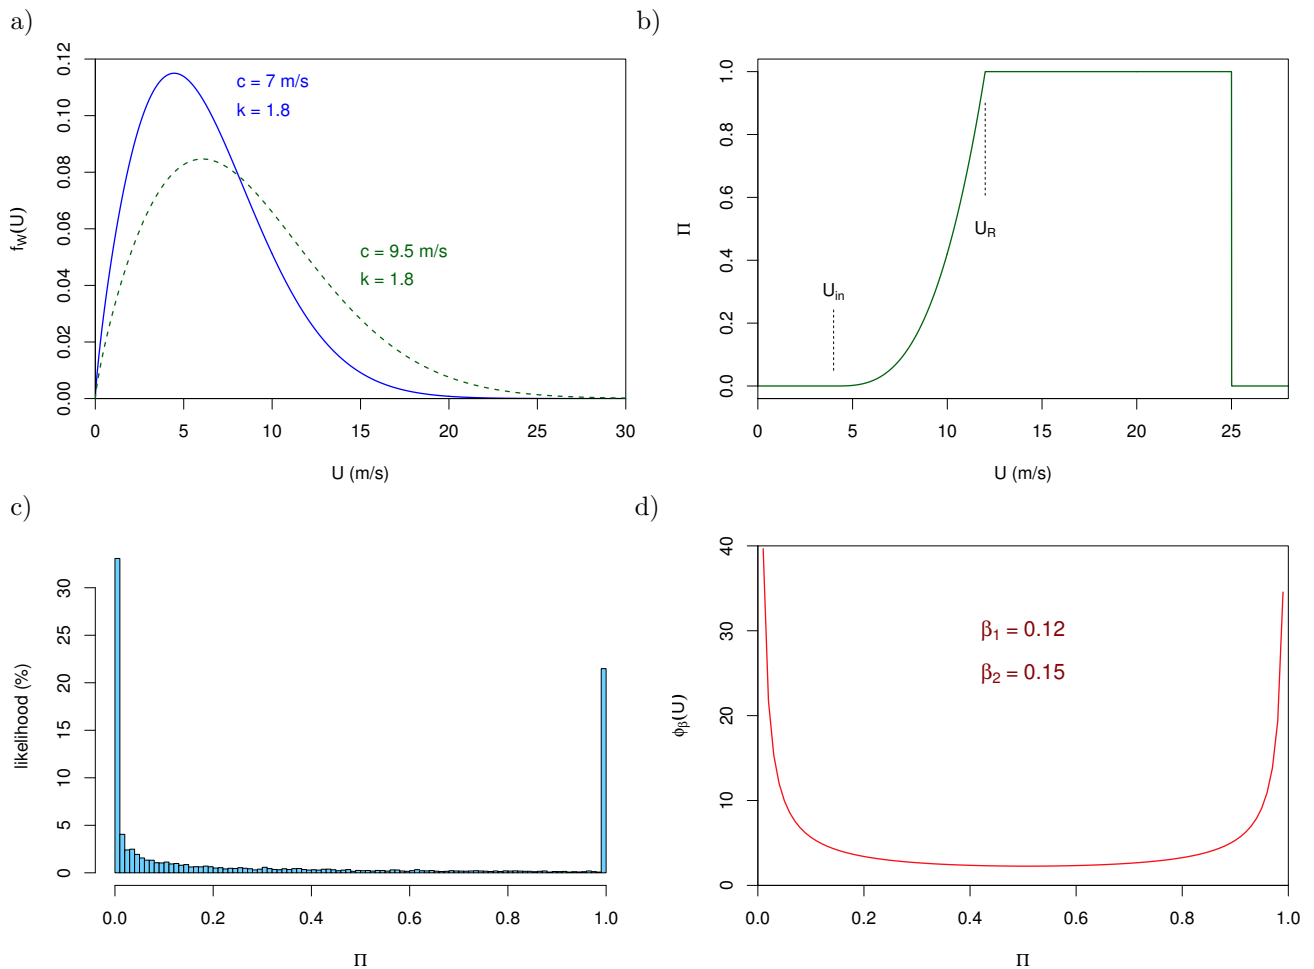 a)
0.00 0.02 0.04 0.06 0.08 0.10 0.12
f_W(U)
c = 7 m/s
k = 1.8
c = 9.5 m/s
k = 1.8
0 5 10 15 20 25 30
U (m/s)
b)
0.0 0.2 0.4 0.6 0.8 1.0
Π
U_in
U_R
0 5 10 15 20 25
U (m/s)
c)
0 5 10 15 20 25 30
likelihood (%)
0.0 0.2 0.4 0.6 0.8 1.0
Π
d)
0 10 20 30 40
ϕ_β(U)
β_1 = 0.12
β_2 = 0.15
0.0 0.2 0.4 0.6 0.8 1.0
Π